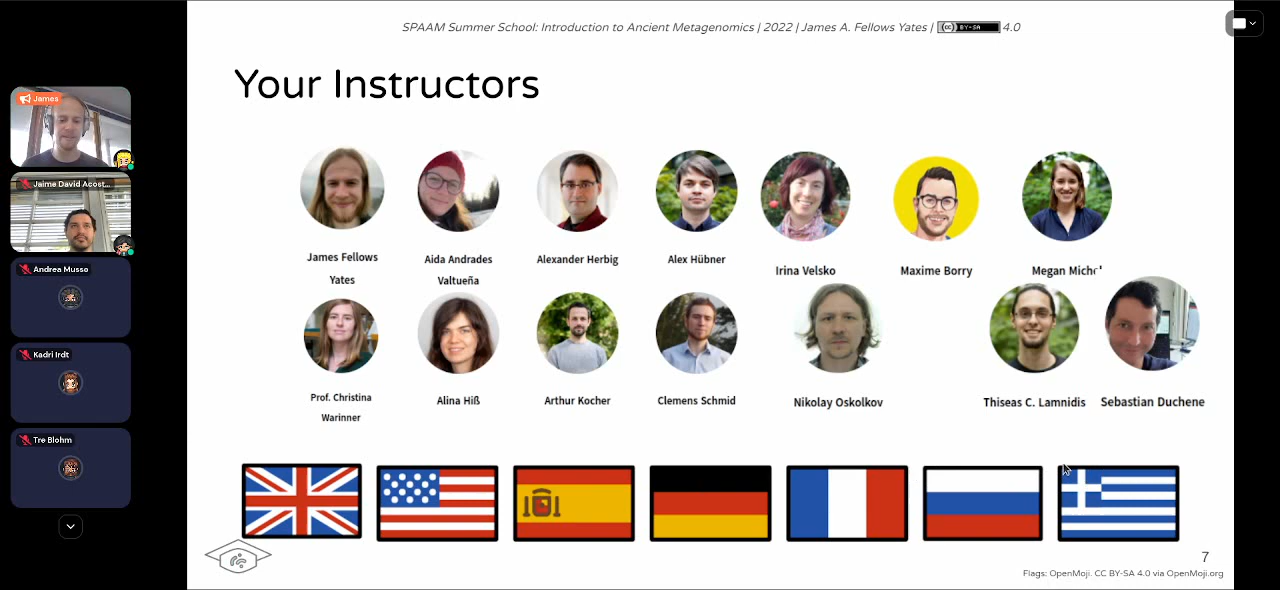 SPAAM Summer School: Introduction to Ancient Metagenomics | 2022 | James A. Fellows Yates | CC BY-SA 4.0
Your Instructors
James
Jaime David Acost...
Andrea Musso
Kadri Irdt
Tre Blohm
James Fellows
Yates
Aida Andrades
Valtueña
Alexander Herbig
Alex Hübner
Irina Velsko
Maxime Borry
Megan
Prof. Christina
Warinner
Alina Hiß
Arthur Kocher
Clemens Schmid
Nikolay Oskolkov
Thiseas C. Lamnidis
Sebastian Duchene
7
Flags: OpenMoji. CC BY-SA 4.0 via OpenMoji.org